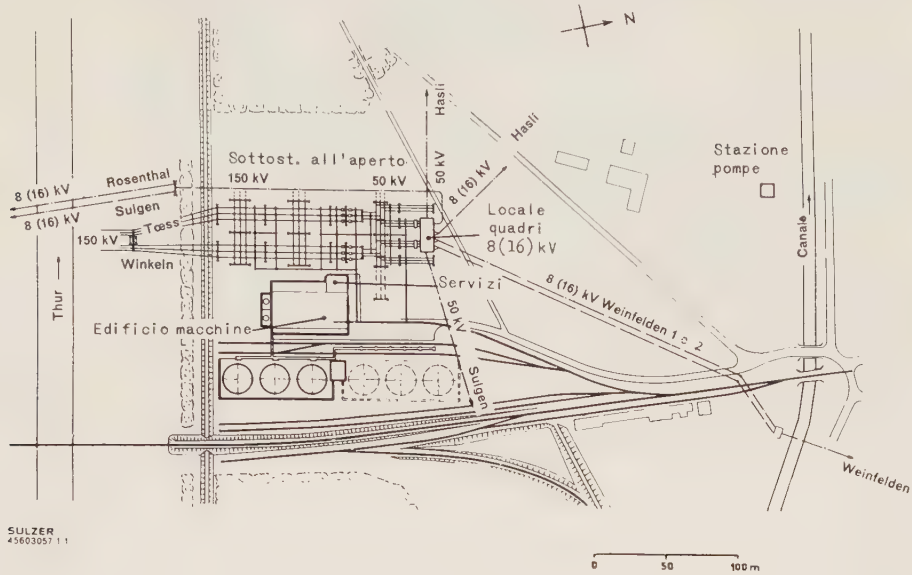 N
Hasli
50 kV
Hasli
8 (16) kV
Stazione
pompe
Sottost. all'aperto
150 kV
50 kV
8 (16) kV
Rosenthal
8 (16) kV
Sulgen
Tœss
150 kV
Winkeln
Locale
quadri
8(16) kV
Canale
Thur
Servizi
Edificio macchine
50 kV
Sulgen
8 (16) kV Weinfelden 1 e 2
Weinfelden
SULZER
45603057 1 1
0 50 100 m